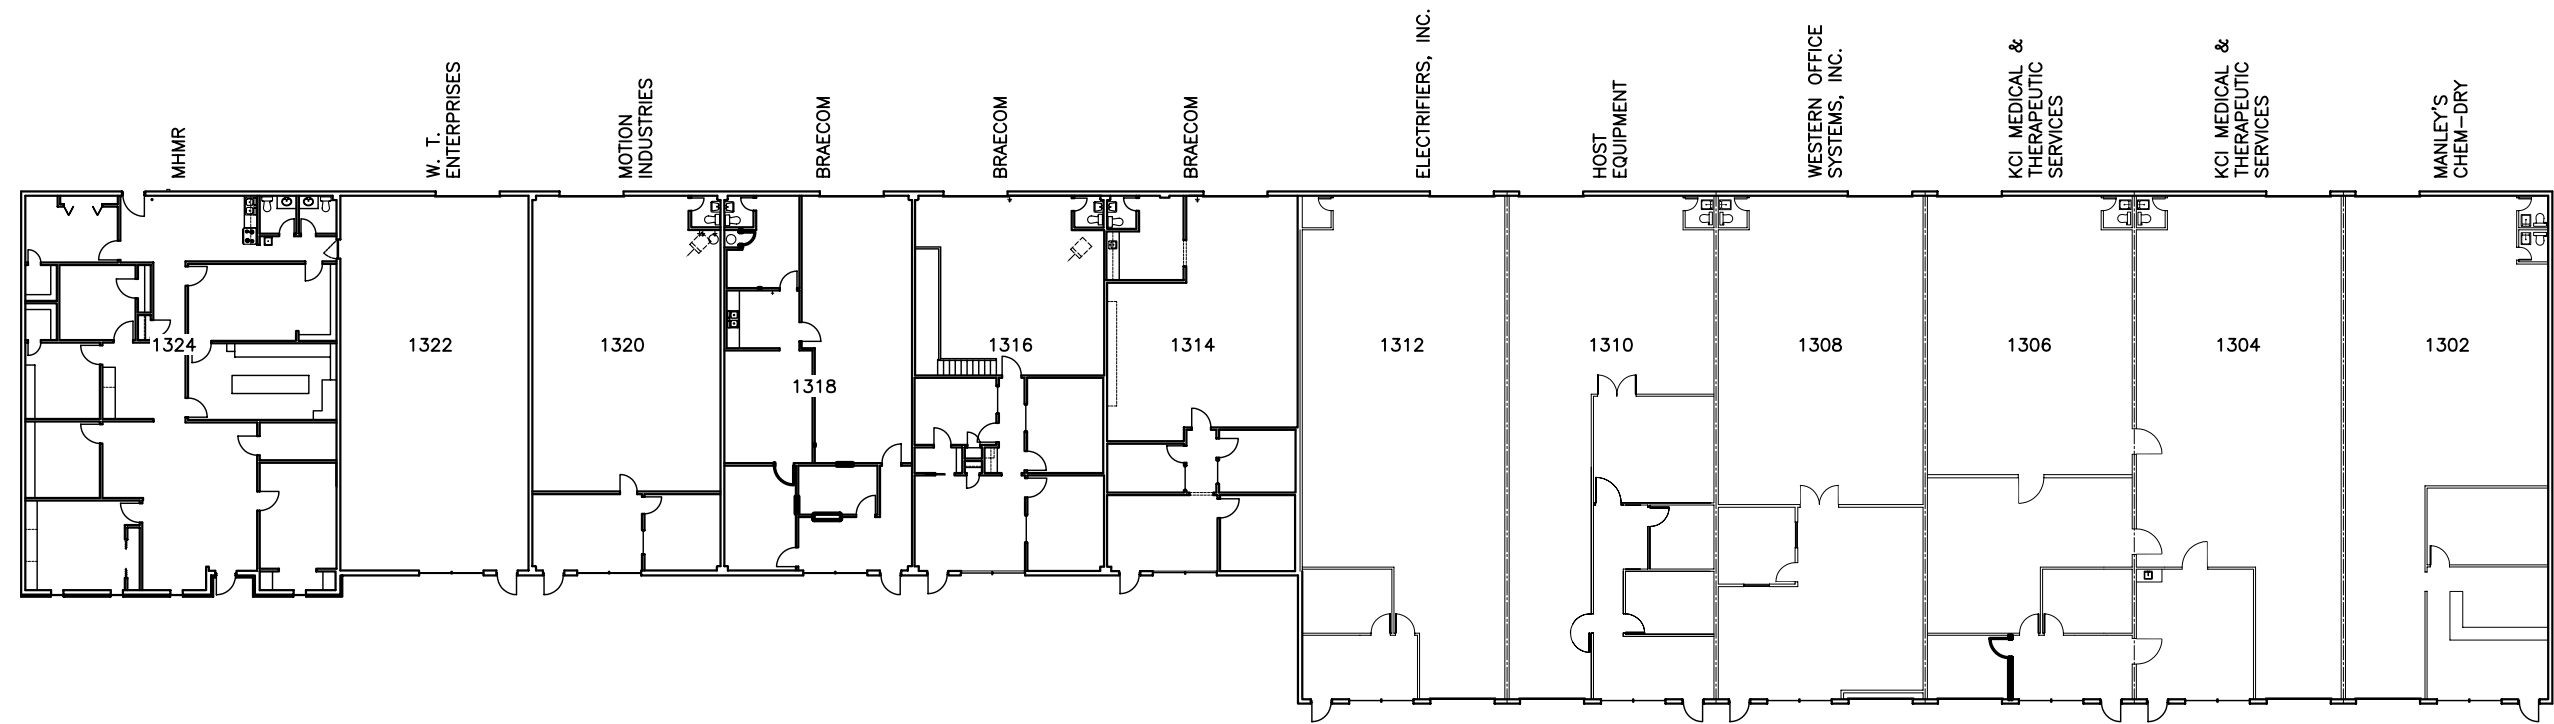 MHMR
W. T.
ENTERPRISES
MOTION
INDUSTRIES
BRAECOM
BRAECOM
BRAECOM
ELECTRIFIERS, INC.
HOST
EQUIPMENT
WESTERN OFFICE
SYSTEMS, INC.
KCI MEDICAL &
THERAPEUTIC
SERVICES
KCI MEDICAL &
THERAPEUTIC
SERVICES
MANLEY'S
CHEM-DRY
1324
1322
1320
1318
1316
1314
1312
1310
1308
1306
1304
1302